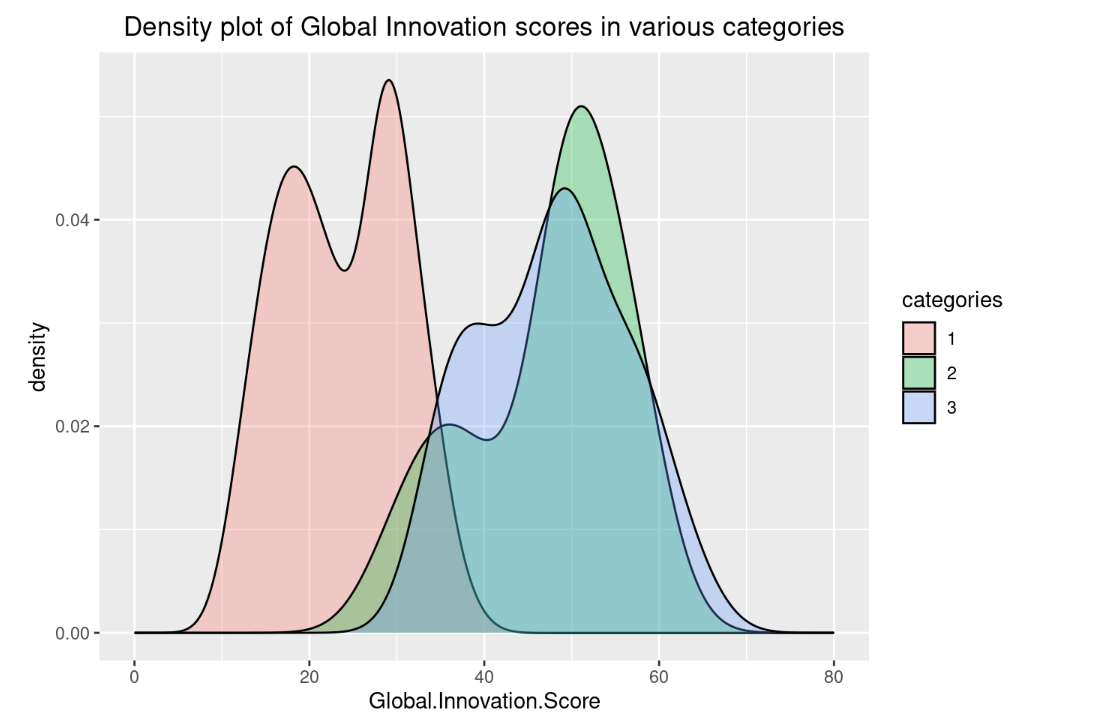 Density plot of Global Innovation scores in various categories
density
0.04
0.02
0.00
0
20
40
60
80
Global.Innovation.Score
categories
1
2
3